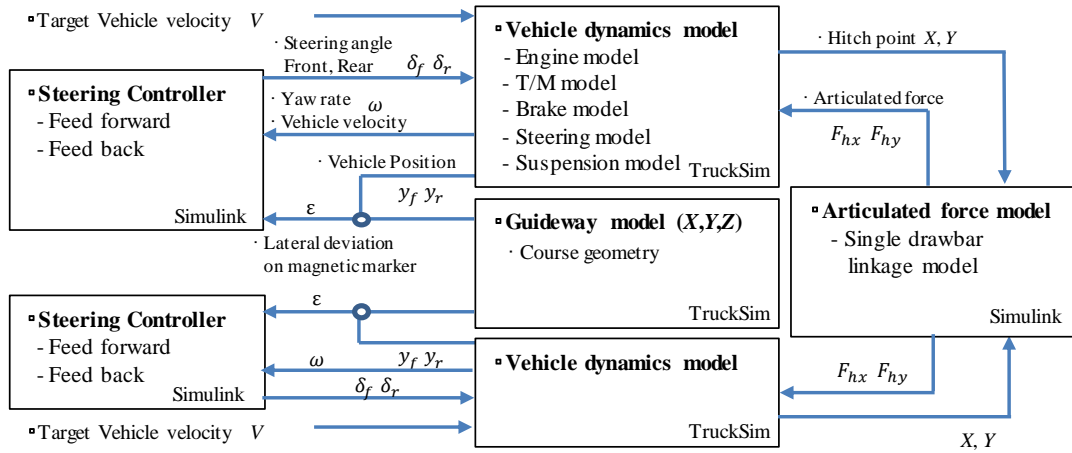 ▫Target Vehicle velocity V
· Steering angle
Front, Rear δf δr
▫Steering Controller
- Feed forward
- Feed back
Simulink
· Yaw rate ω
· Vehicle velocity
· Vehicle Position
yf yr
ε
· Lateral deviation
on magnetic marker
▫Vehicle dynamics model
- Engine model
- T/M model
- Brake model
- Steering model
- Suspension model
TruckSim
· Hitch point X, Y
· Articulated force
Fhx Fhy
▫Guideway model (X,Y,Z)
· Course geometry
TruckSim
▫Articulated force model
- Single drawbar
linkage model
Simulink
▫Steering Controller
- Feed forward
- Feed back
Simulink
ε
ω yf yr
δf δr
▫Target Vehicle velocity V
▫Vehicle dynamics model
TruckSim
Fhx Fhy
X, Y